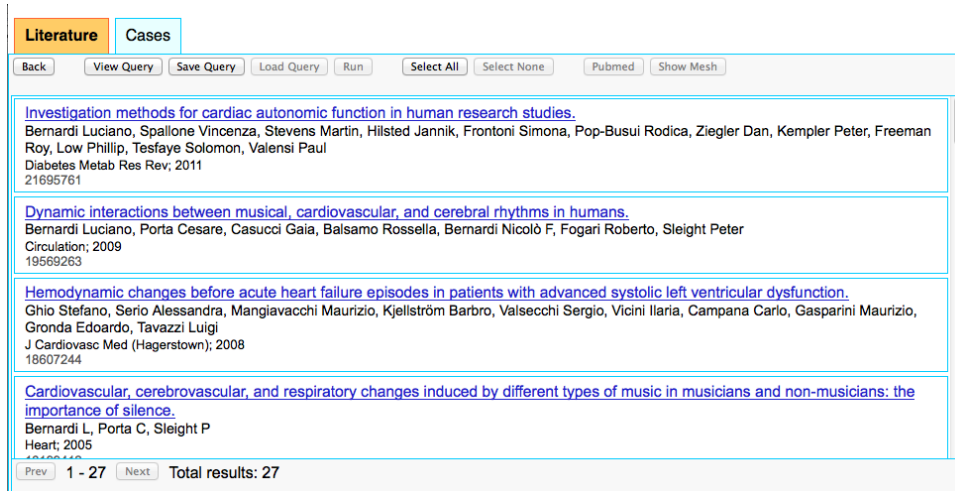 Literature Cases
Back View Query Save Query Load Query Run Select All Select None Pubmed Show Mesh
Investigation methods for cardiac autonomic function in human research studies.
Bernardi Luciano, Spallone Vincenza, Stevens Martin, Hilsted Jannik, Frontoni Simona, Pop-Busui Rodica, Ziegler Dan, Kempler Peter, Freeman
Roy, Low Phillip, Tesfaye Solomon, Valensi Paul
Diabetes Metab Res Rev; 2011
21695761
Dynamic interactions between musical, cardiovascular, and cerebral rhythms in humans.
Bernardi Luciano, Porta Cesare, Casucci Gaia, Balsamo Rossella, Bernardi Nicolò F, Fogari Roberto, Sleight Peter
Circulation; 2009
19569263
Hemodynamic changes before acute heart failure episodes in patients with advanced systolic left ventricular dysfunction.
Ghio Stefano, Serio Alessandra, Mangiavacchi Maurizio, Kjellström Barbro, Valsecchi Sergio, Vicini Ilaria, Campana Carlo, Gasparini Maurizio,
Gronda Edoardo, Tavazzi Luigi
J Cardiovasc Med (Hagerstown); 2008
18607244
Cardiovascular, cerebrovascular, and respiratory changes induced by different types of music in musicians and non-musicians: the
importance of silence.
Bernardi L, Porta C, Sleight P
Heart; 2005
Prev 1 - 27 Next Total results: 27